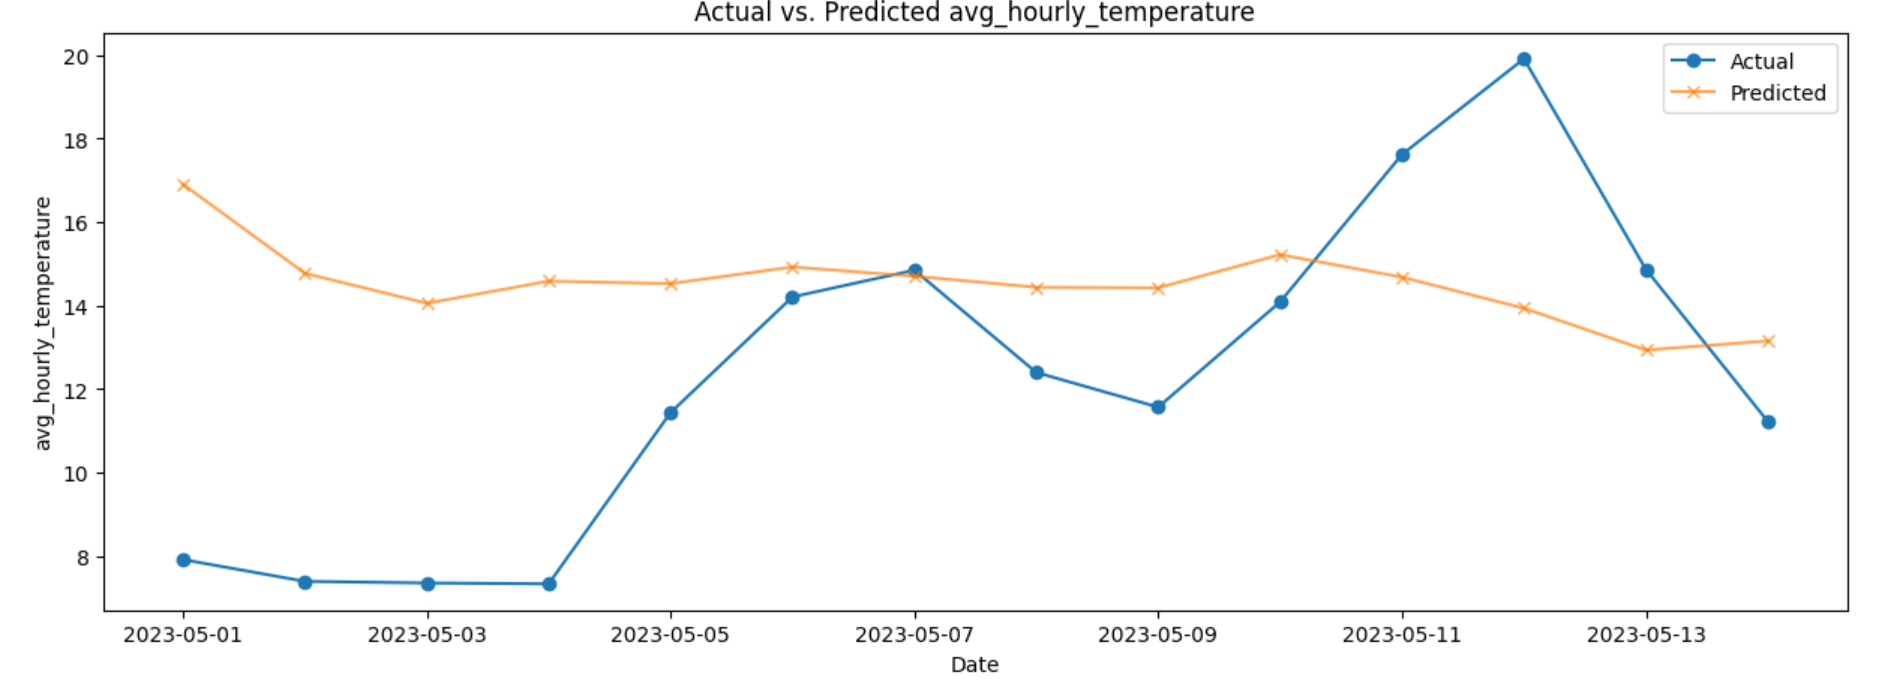 Actual vs. Predicted avg_hourly_temperature
Actual
Predicted
avg_hourly_temperature
20
18
16
14
12
10
8
2023-05-01
2023-05-03
2023-05-05
2023-05-07
2023-05-09
2023-05-11
2023-05-13
Date